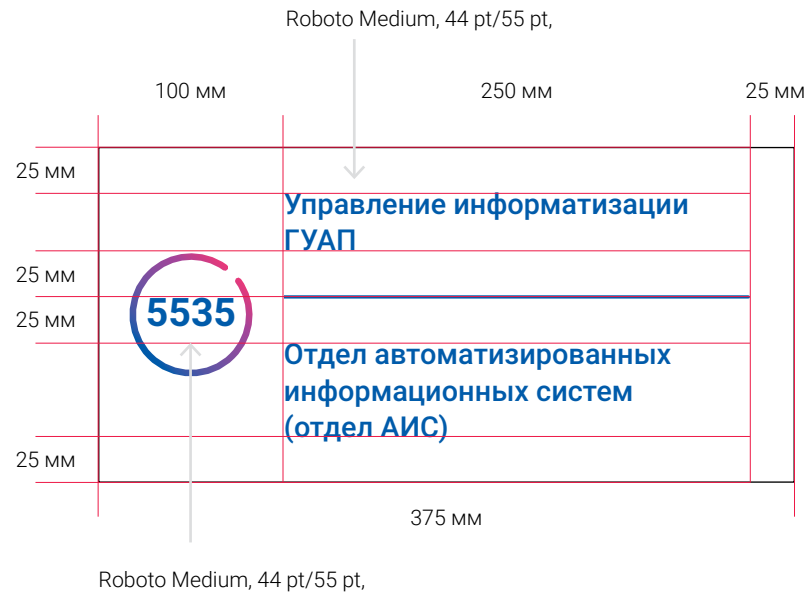 Roboto Medium, 44 pt/55 pt,
100 мм
250 мм
25 мм
25 мм
Управление информатизации
ГУАП
25 мм
25 мм
5535
Отдел автоматизированных
информационных систем
(отдел АИС)
25 мм
375 мм
Roboto Medium, 44 pt/55 pt,